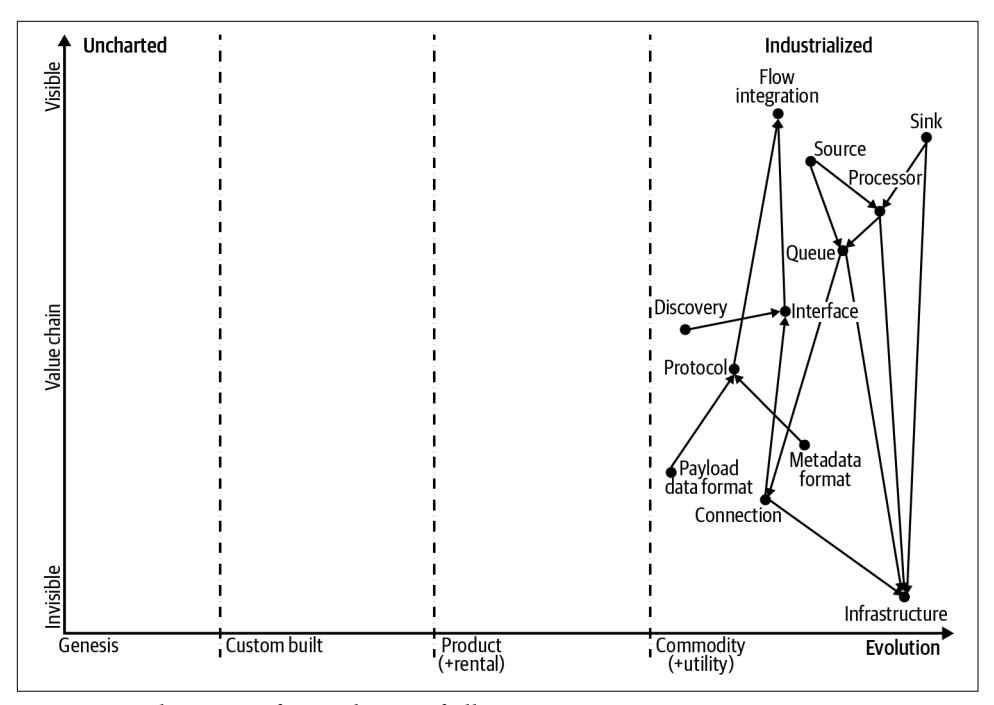 Uncharted
Industrialized
Visible
Value chain
Invisible
Flow
integration
Sink
Source
Processor
Queue
Discovery
Interface
Protocol
Payload
data format
Metadata
format
Connection
Infrastructure
Genesis
Custom built
Product
(+rental)
Commodity
(+utility)
Evolution